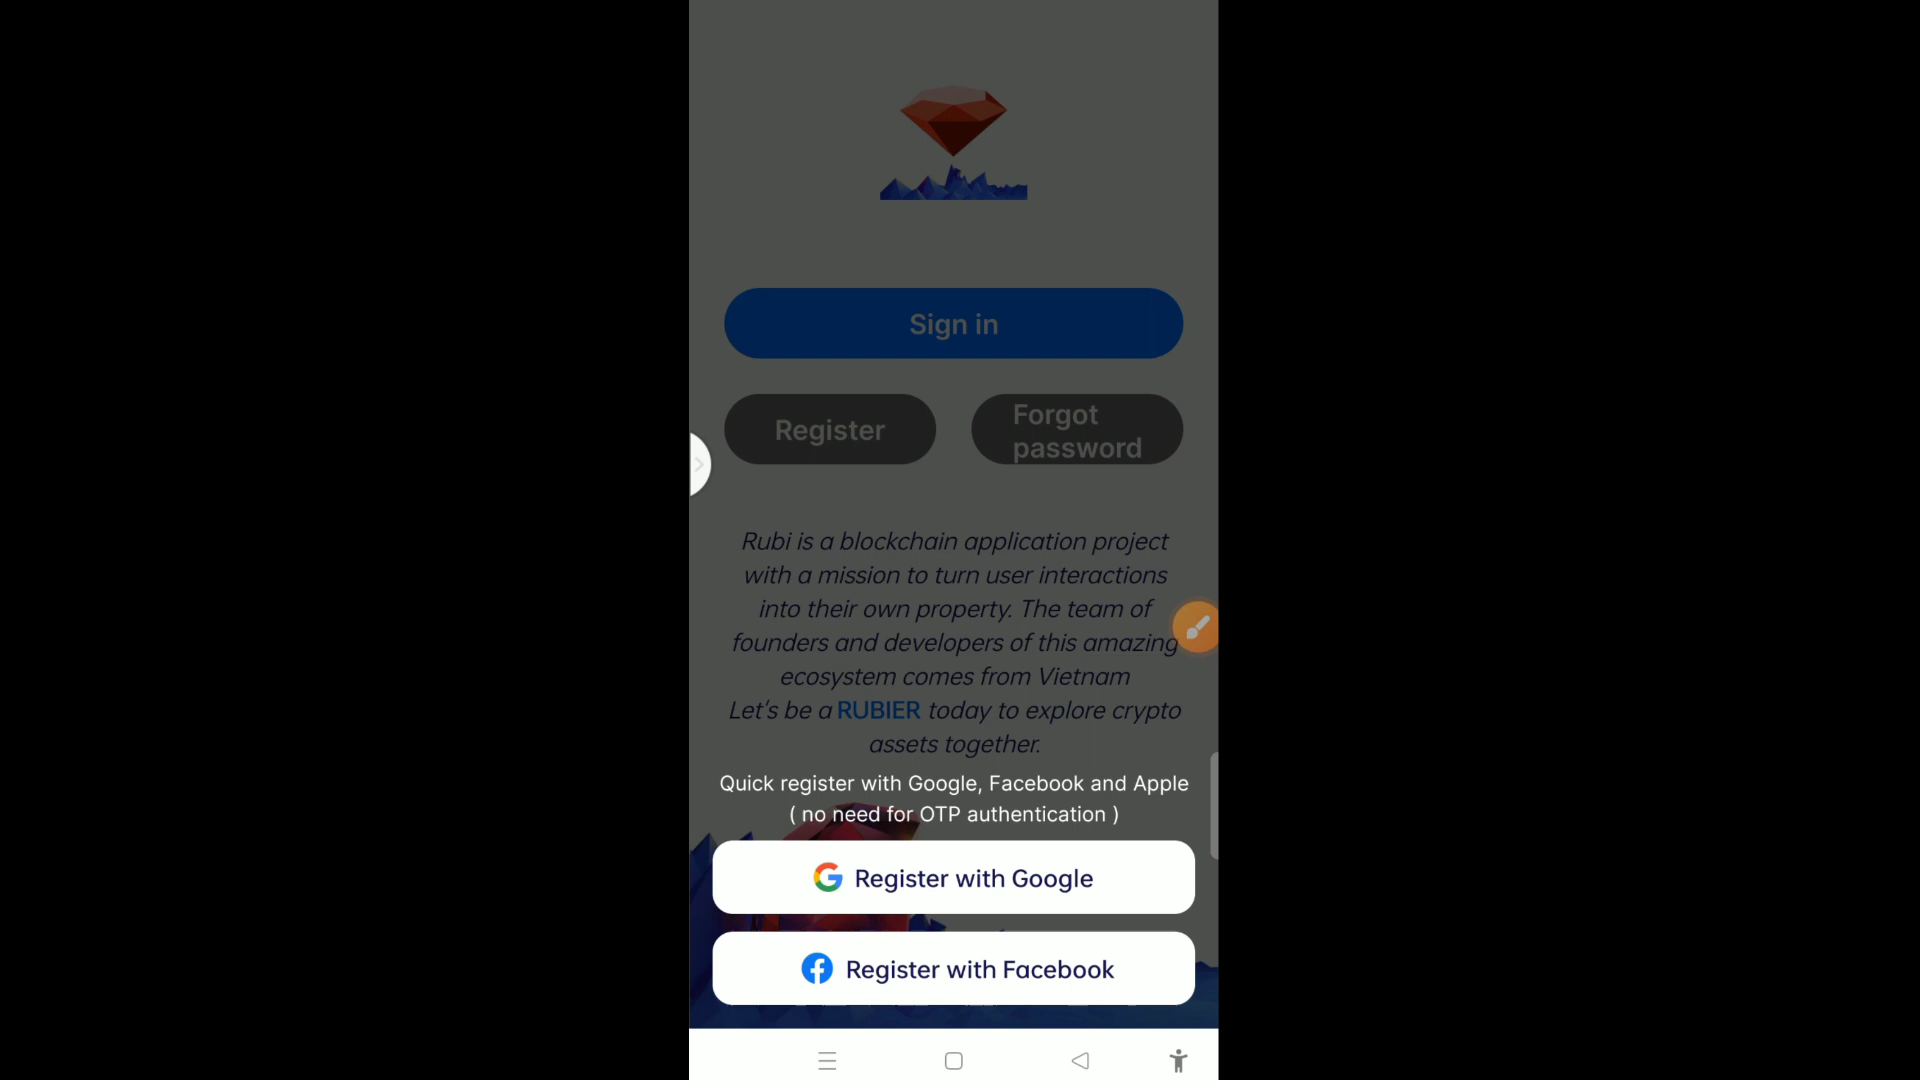 Sign in
Register
Forgot
password
Rubi is a blockchain application project
with a mission to turn user interactions
into their own property. The team of
founders and developers of this amazing
ecosystem comes from Vietnam
Let's be a RUBIER today to explore crypto
assets together.
Quick register with Google, Facebook and Apple
( no need for OTP authentication )
Register with Google
Register with Facebook